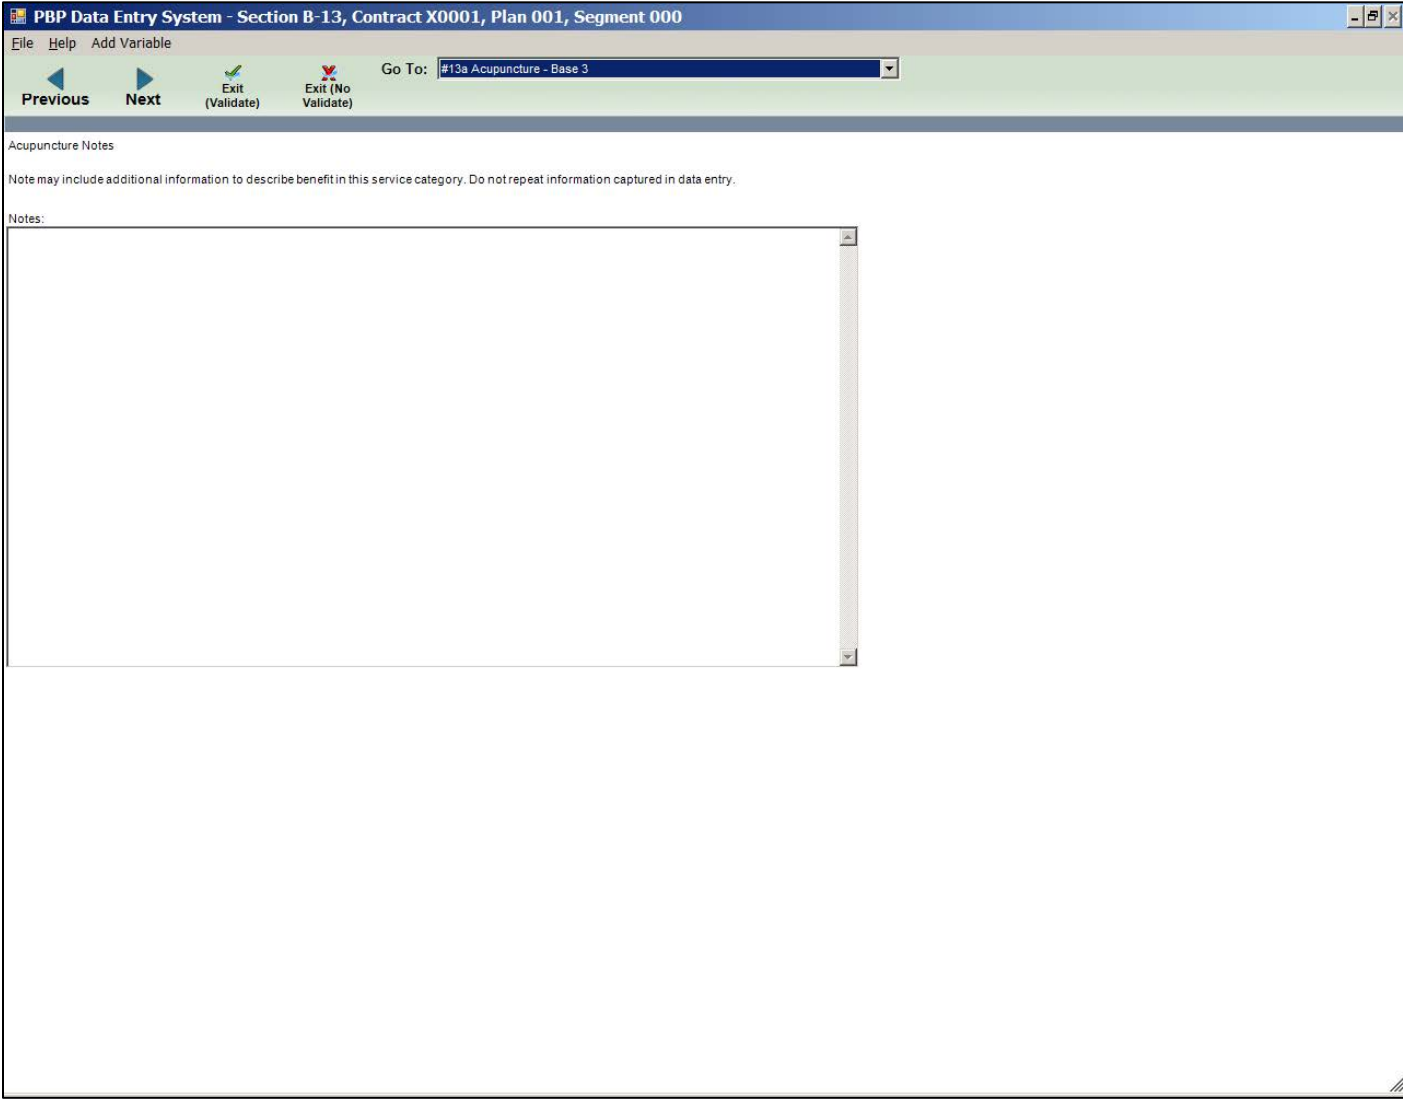 PBP Data Entry System - Section B-13, Contract X0001, Plan 001, Segment 000
File Help Add Variable
Previous Next Exit (Validate) Exit (No Validate) Go To: #13a Acupuncture - Base 3
Acupuncture Notes
Note may include additional information to describe benefit in this service category. Do not repeat information captured in data entry.
Notes: